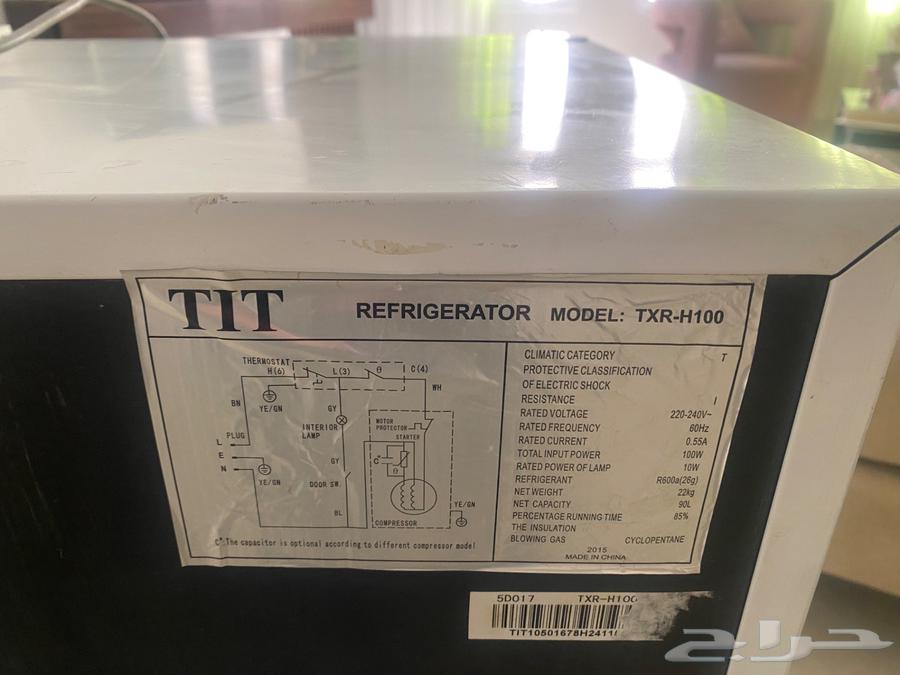 TIT REFRIGERATOR MODEL: TXR-H100
THERMOSTAT
H(6) L(3) θ C(4)
BN YE/GN GY WH
INTERIOR
LAMP
MOTOR
PROTECTOR
STARTER
PLUG
L
E
N
C*
θ
GY
YE/GN
DOOR SW.
BL
YE/GN
COMPRESSOR
C* The capacitor is optional according to different compressor model
CLIMATIC CATEGORY T
PROTECTIVE CLASSIFICATION
OF ELECTRIC SHOCK
RESISTANCE I
RATED VOLTAGE 220-240V~
RATED FREQUENCY 60Hz
RATED CURRENT 0.55A
TOTAL INPUT POWER 100W
RATED POWER OF LAMP 10W
REFRIGERANT R600a(26g)
NET WEIGHT 22kg
NET CAPACITY 90L
PERCENTAGE RUNNING TIME 85%
THE INSULATION
BLOWING GAS CYCLOPENTANE
2015
MADE IN CHINA
5D017 TXR-H100
TIT10501678H2411
حراج